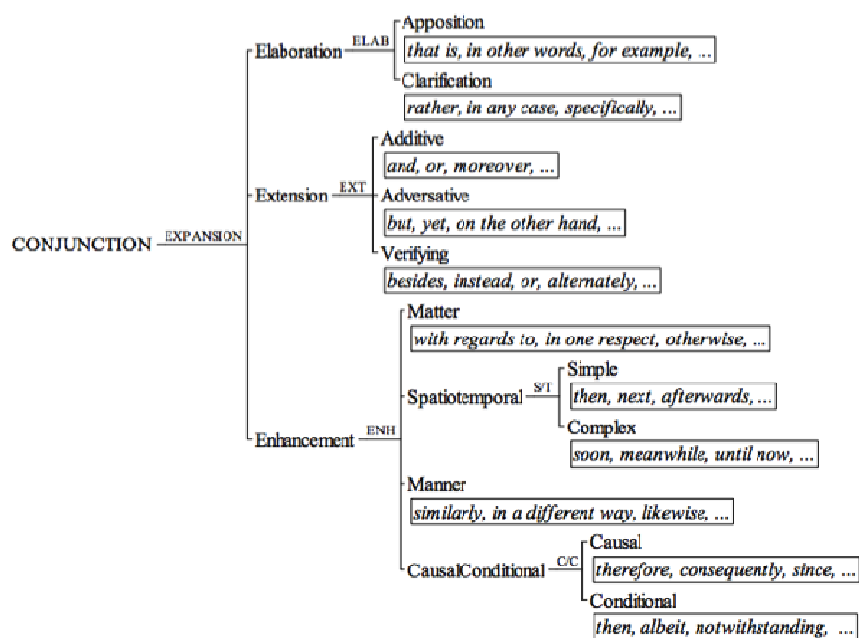 Apposition
Elaboration ELAB
that is, in other words, for example, ...
Clarification
rather, in any case, specifically, ...
Additive
and, or, moreover, ...
Extension EXT Adversative
but, yet, on the other hand, ...
CONJUNCTION EXPANSION
Verifying
besides, instead, or, alternately, ...
Matter
with regards to, in one respect, otherwise, ...
Simple
Spatiotemporal S/T
then, next, afterwards, ...
Complex
Enhancement ENH
soon, meanwhile, until now, ...
Manner
similarly, in a different way, likewise, ...
Causal
CausalConditional C/C
therefore, consequently, since, ...
Conditional
then, albeit, notwithstanding, ...